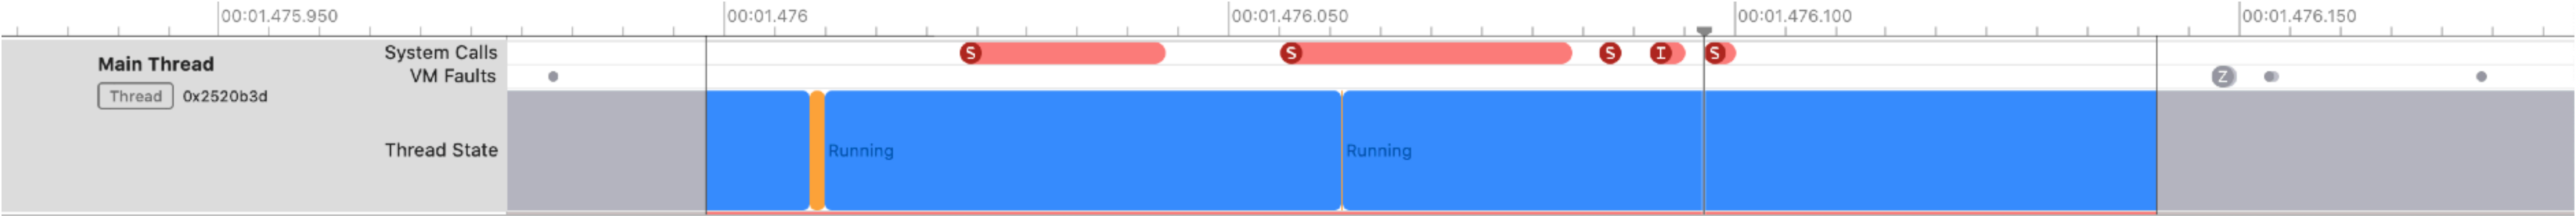 00:01.475.950 00:01.476 00:01.476.050 00:01.476.100 00:01.476.150
System Calls S S S I S
Main Thread
VM Faults Z
Thread 0x2520b3d
Thread State Running Running